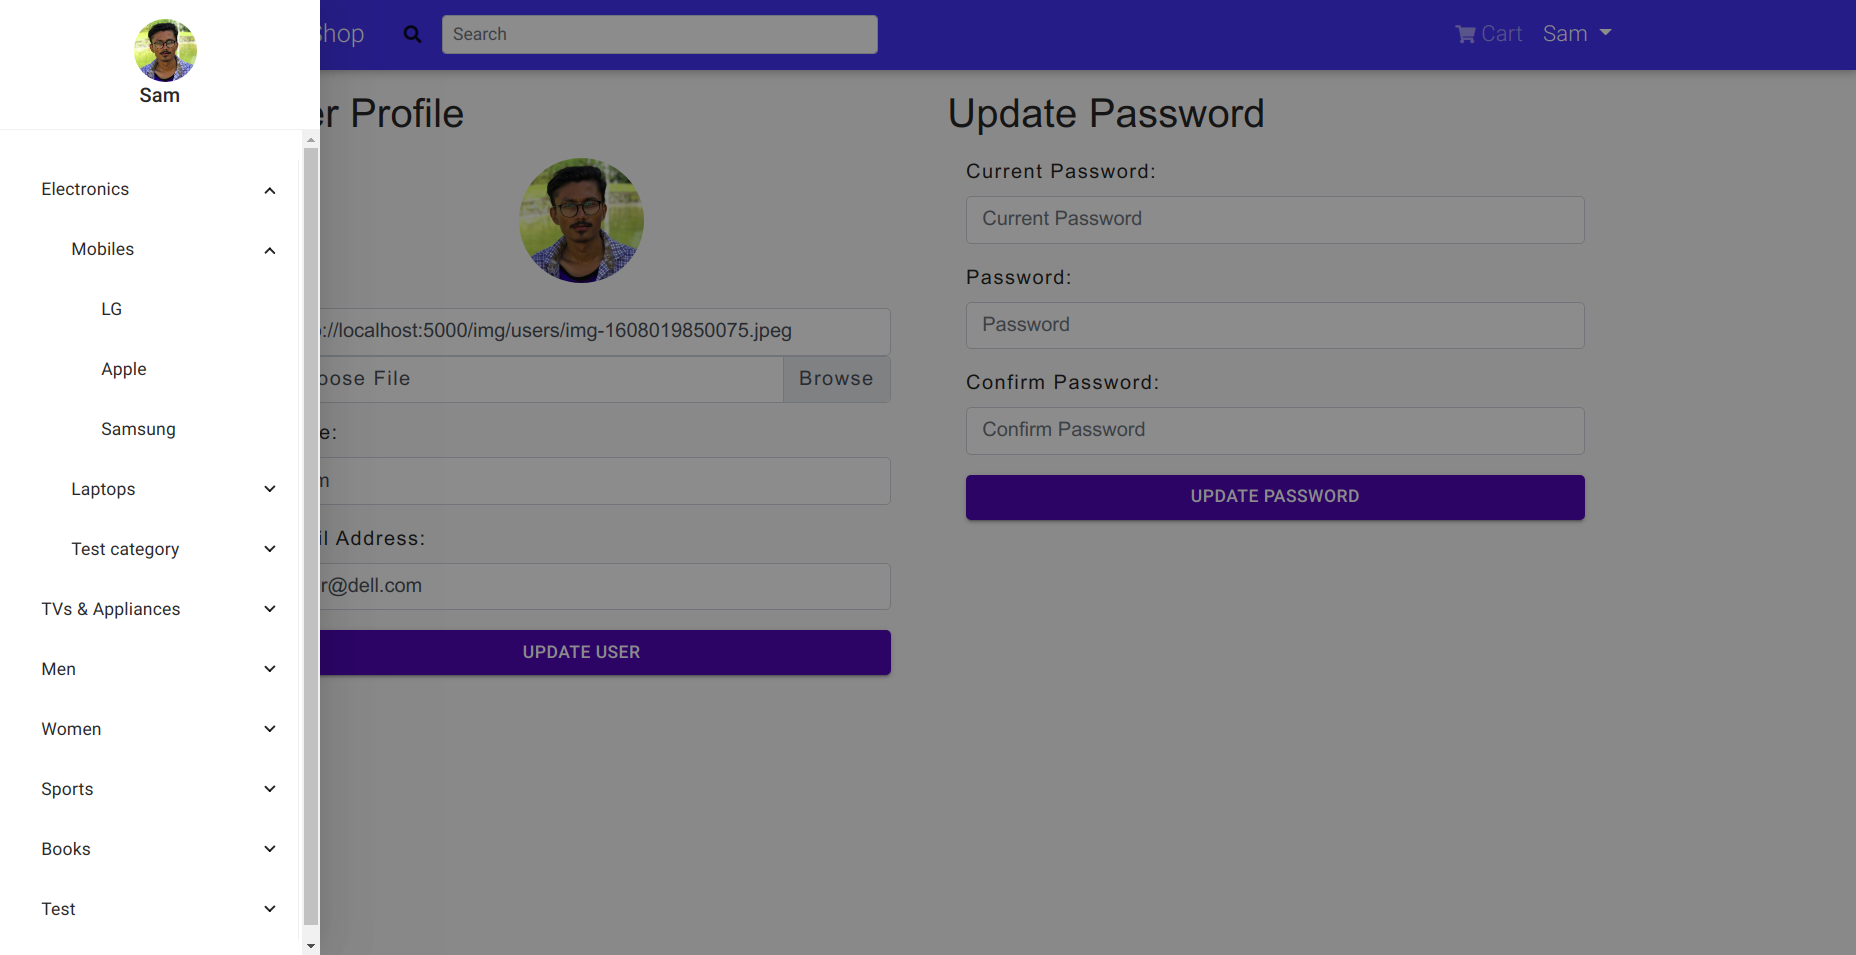 Sam
Electronics
Mobiles
LG
Apple
Samsung
Laptops
Test category
TVs & Appliances
Men
Women
Sports
Books
Test
hop
Search
Cart
Sam
er Profile
://localhost:5000/img/users/img-1608019850075.jpeg
oose File
Browse
e:
m
il Address:
r@dell.com
UPDATE USER
Update Password
Current Password:
Current Password
Password:
Password
Confirm Password:
Confirm Password
UPDATE PASSWORD